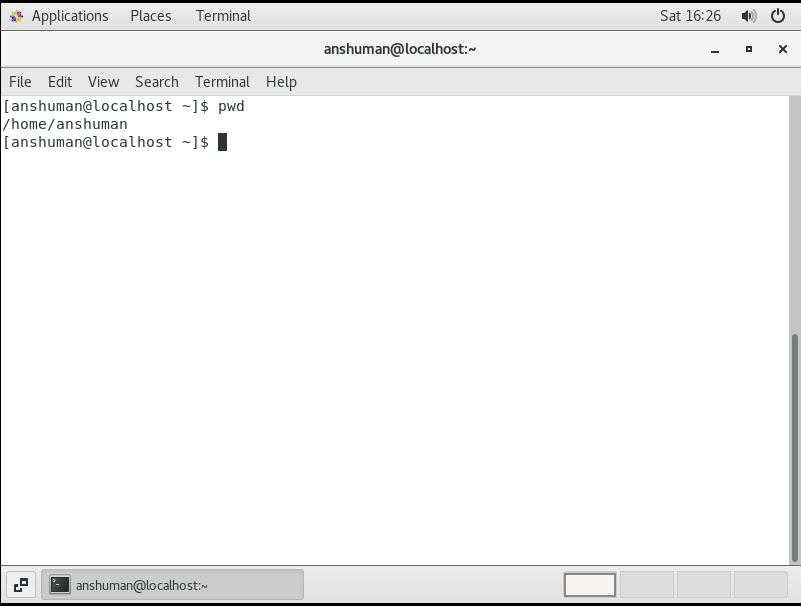 Applications Places Terminal Sat 16:26
anshuman@localhost:~
File Edit View Search Terminal Help
[anshuman@localhost ~]$ pwd
/home/anshuman
[anshuman@localhost ~]$
anshuman@localhost:~